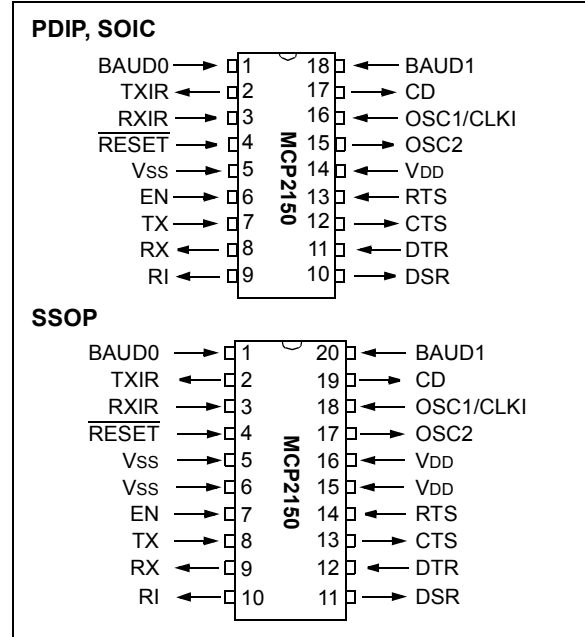 PDIP, SOIC
BAUD0 1 18 BAUD1
TXIR 2 17 CD
RXIR 3 16 OSC1/CLKI
RESET 4 15 OSC2
VSS 5 14 VDD
EN 6 13 RTS
TX 7 12 CTS
RX 8 11 DTR
RI 9 10 DSR
MCP2150
SSOP
BAUD0 1 20 BAUD1
TXIR 2 19 CD
RXIR 3 18 OSC1/CLKI
RESET 4 17 OSC2
VSS 5 16 VDD
VSS 6 15 VDD
EN 7 14 RTS
TX 8 13 CTS
RX 9 12 DTR
RI 10 11 DSR
MCP2150